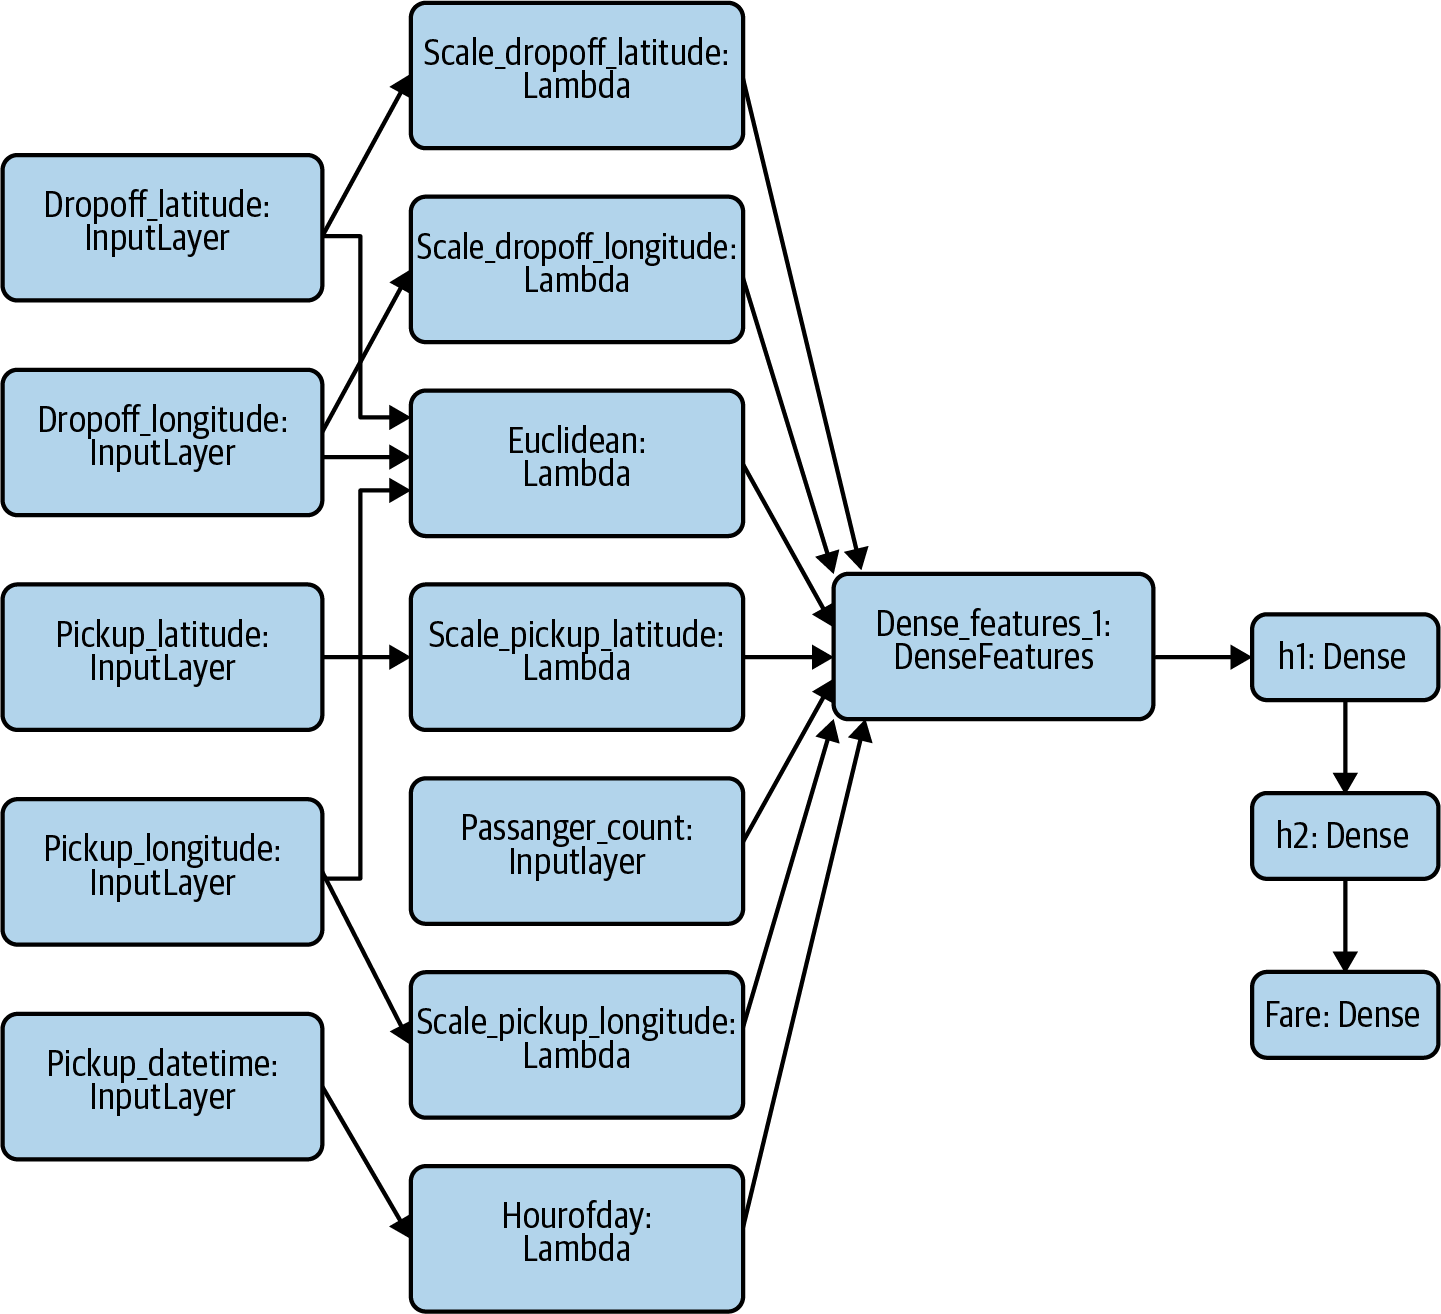 Scale_dropoff_latitude:
Lambda
Dropoff_latitude:
InputLayer
Scale_dropoff_longitude:
Lambda
Dropoff_longitude:
InputLayer
Euclidean:
Lambda
Pickup_latitude:
InputLayer
Scale_pickup_latitude:
Lambda
Dense_features_1:
DenseFeatures
h1: Dense
Pickup_longitude:
InputLayer
Passanger_count:
Inputlayer
h2: Dense
Pickup_datetime:
InputLayer
Scale_pickup_longitude:
Lambda
Fare: Dense
Hourofday:
Lambda